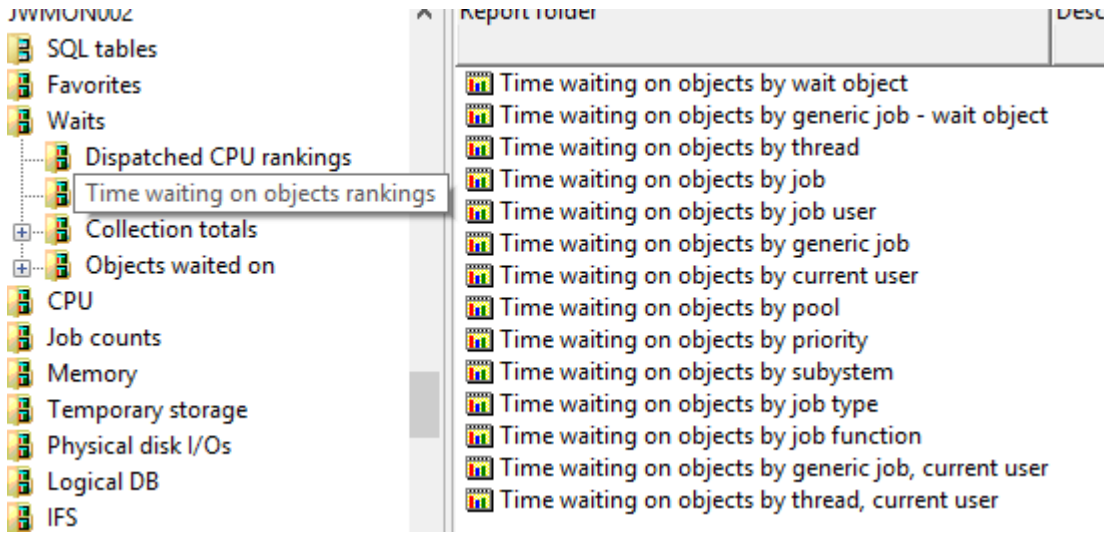 JWMON002
SQL tables
Favorites
Waits
Dispatched CPU rankings
Time waiting on objects rankings
Collection totals
Objects waited on
CPU
Job counts
Memory
Temporary storage
Physical disk I/Os
Logical DB
IFS
Report folder
Desc
Time waiting on objects by wait object
Time waiting on objects by generic job - wait object
Time waiting on objects by thread
Time waiting on objects by job
Time waiting on objects by job user
Time waiting on objects by generic job
Time waiting on objects by current user
Time waiting on objects by pool
Time waiting on objects by priority
Time waiting on objects by subystem
Time waiting on objects by job type
Time waiting on objects by job function
Time waiting on objects by generic job, current user
Time waiting on objects by thread, current user